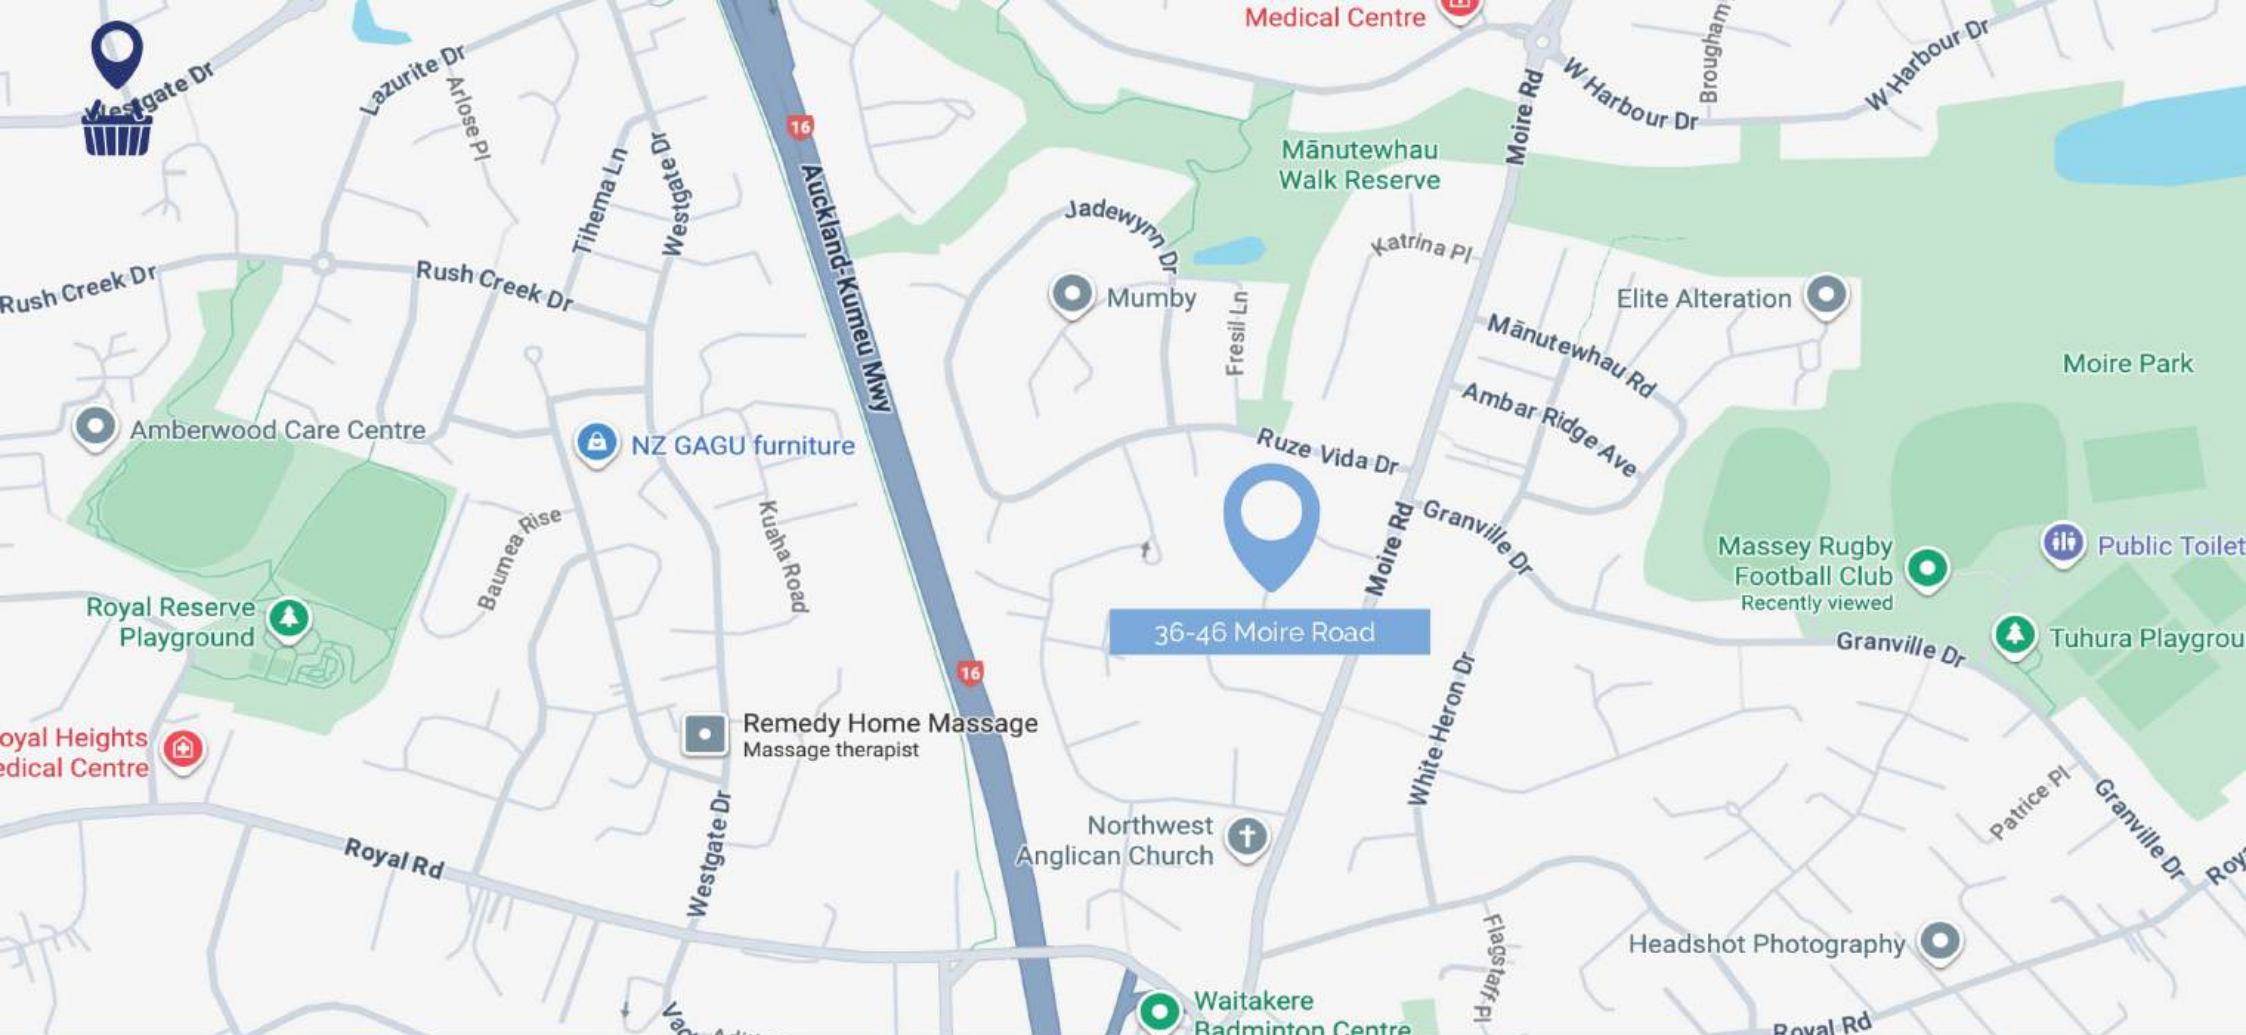 Medical Centre
Brougham
W Harbour Dr
W Harbour Dr
Westgate Dr
Lazurite Dr
Arlose Pl
Moire Rd
16
Mānutewhau
Walk Reserve
Tihema Ln
Westgate Dr
Auckland-Kumeu Mwy
Jadewynn Dr
Katrina Pl
Rush Creek Dr
Rush Creek Dr
Mumby
Fresil Ln
Elite Alteration
Mānutewhau Rd
Moire Park
Ambar Ridge Ave
Amberwood Care Centre
NZ GAGU furniture
Ruze Vida Dr
Baumea Rise
Kuaha Road
Moire Rd
Granville Dr
Massey Rugby
Football Club
Recently viewed
Public Toilet
Royal Reserve
Playground
36-46 Moire Road
Granville Dr
Tuhura Playgrou
White Heron Dr
16
Remedy Home Massage
Massage therapist
oyal Heights
edical Centre
Patrice Pl
Granville Dr
Westgate Dr
Northwest
Anglican Church
Royal Rd
Roy
Flagstaff Pl
Headshot Photography
Waitakere
Badminton Centre
Royal Rd